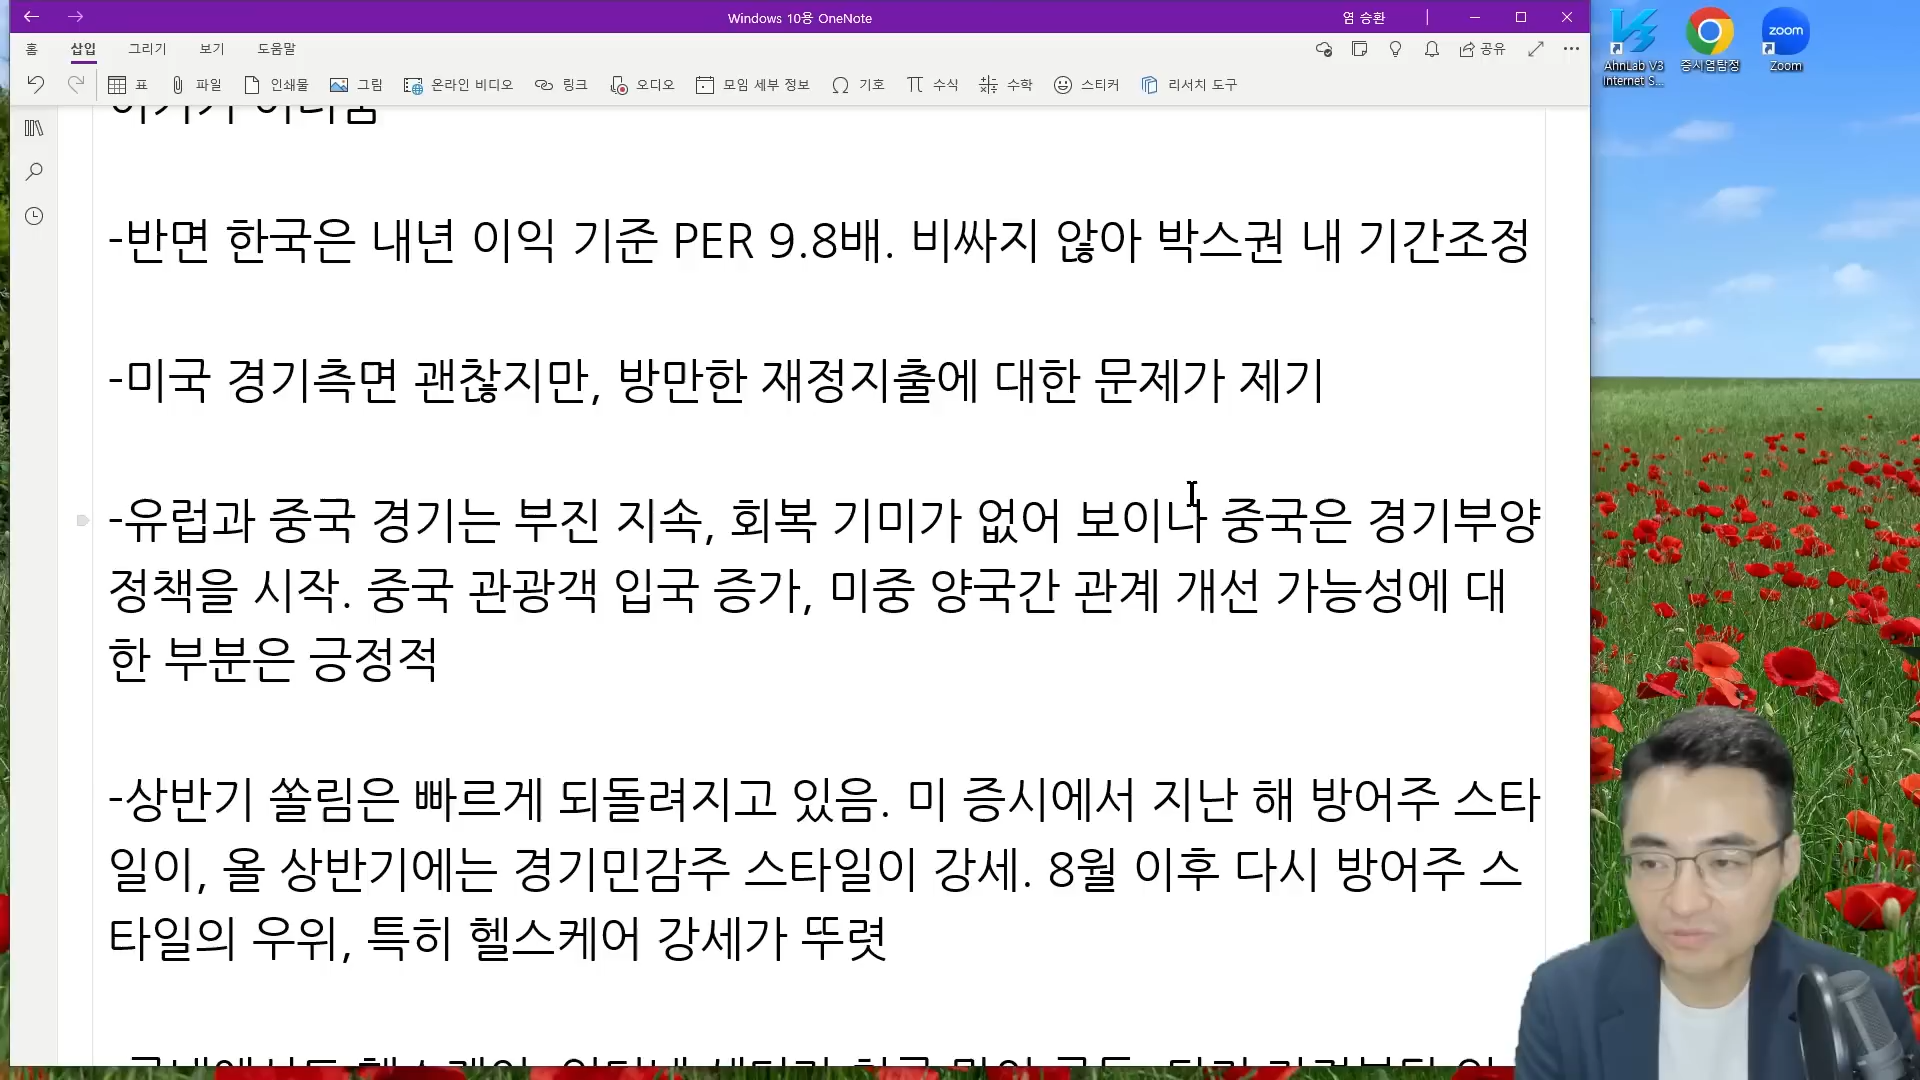 Windows 10용 OneNote
염 승환
홈 삽입 그리기 보기 도움말
공유
표 파일 인쇄물 그림 온라인 비디오 링크 오디오 모임 세부 정보 기호 수식 수학 스티커 리서치 도구
-반면 한국은 내년 이익 기준 PER 9.8배. 비싸지 않아 박스권 내 기간조정
-미국 경기측면 괜찮지만, 방만한 재정지출에 대한 문제가 제기
-유럽과 중국 경기는 부진 지속, 회복 기미가 없어 보이나 중국은 경기부양
정책을 시작. 중국 관광객 입국 증가, 미중 양국간 관계 개선 가능성에 대
한 부분은 긍정적
-상반기 쏠림은 빠르게 되돌려지고 있음. 미 증시에서 지난 해 방어주 스타
일이, 올 상반기에는 경기민감주 스타일이 강세. 8월 이후 다시 방어주 스
타일의 우위, 특히 헬스케어 강세가 뚜렷
AhnLab V3
Internet S...
증시염탐정
zoom
Zoom